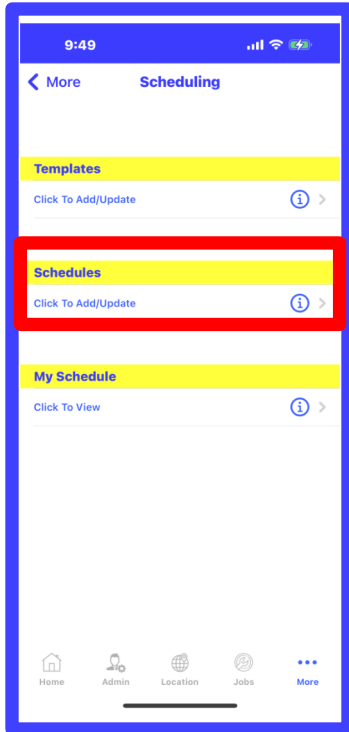 9:49
More Scheduling
Templates
Click To Add/Update
Schedules
Click To Add/Update
My Schedule
Click To View
Home Admin Location Jobs More